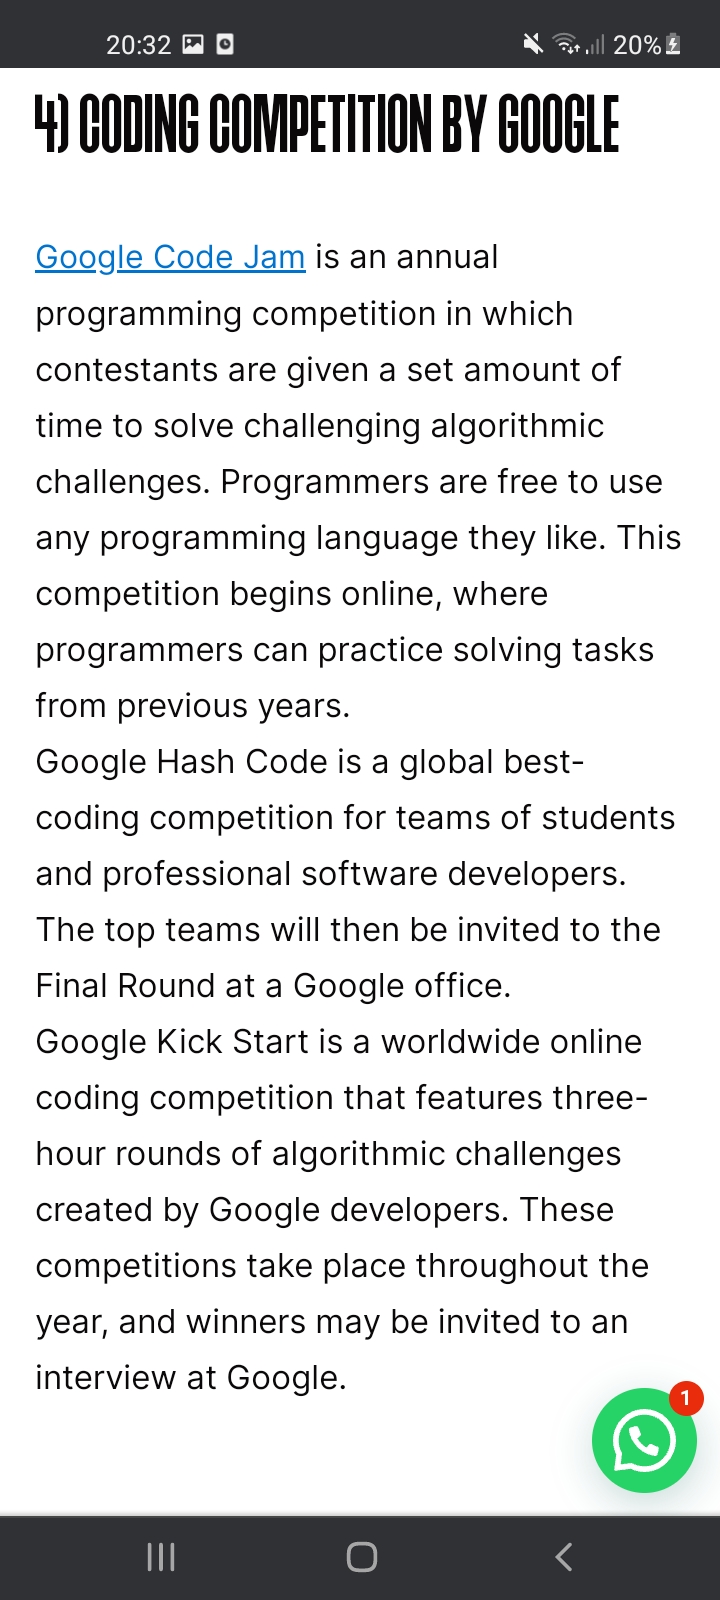 20:32 20%
4) CODING COMPETITION BY GOOGLE
Google Code Jam is an annual
programming competition in which
contestants are given a set amount of
time to solve challenging algorithmic
challenges. Programmers are free to use
any programming language they like. This
competition begins online, where
programmers can practice solving tasks
from previous years.
Google Hash Code is a global best-
coding competition for teams of students
and professional software developers.
The top teams will then be invited to the
Final Round at a Google office.
Google Kick Start is a worldwide online
coding competition that features three-
hour rounds of algorithmic challenges
created by Google developers. These
competitions take place throughout the
year, and winners may be invited to an
interview at Google.
1